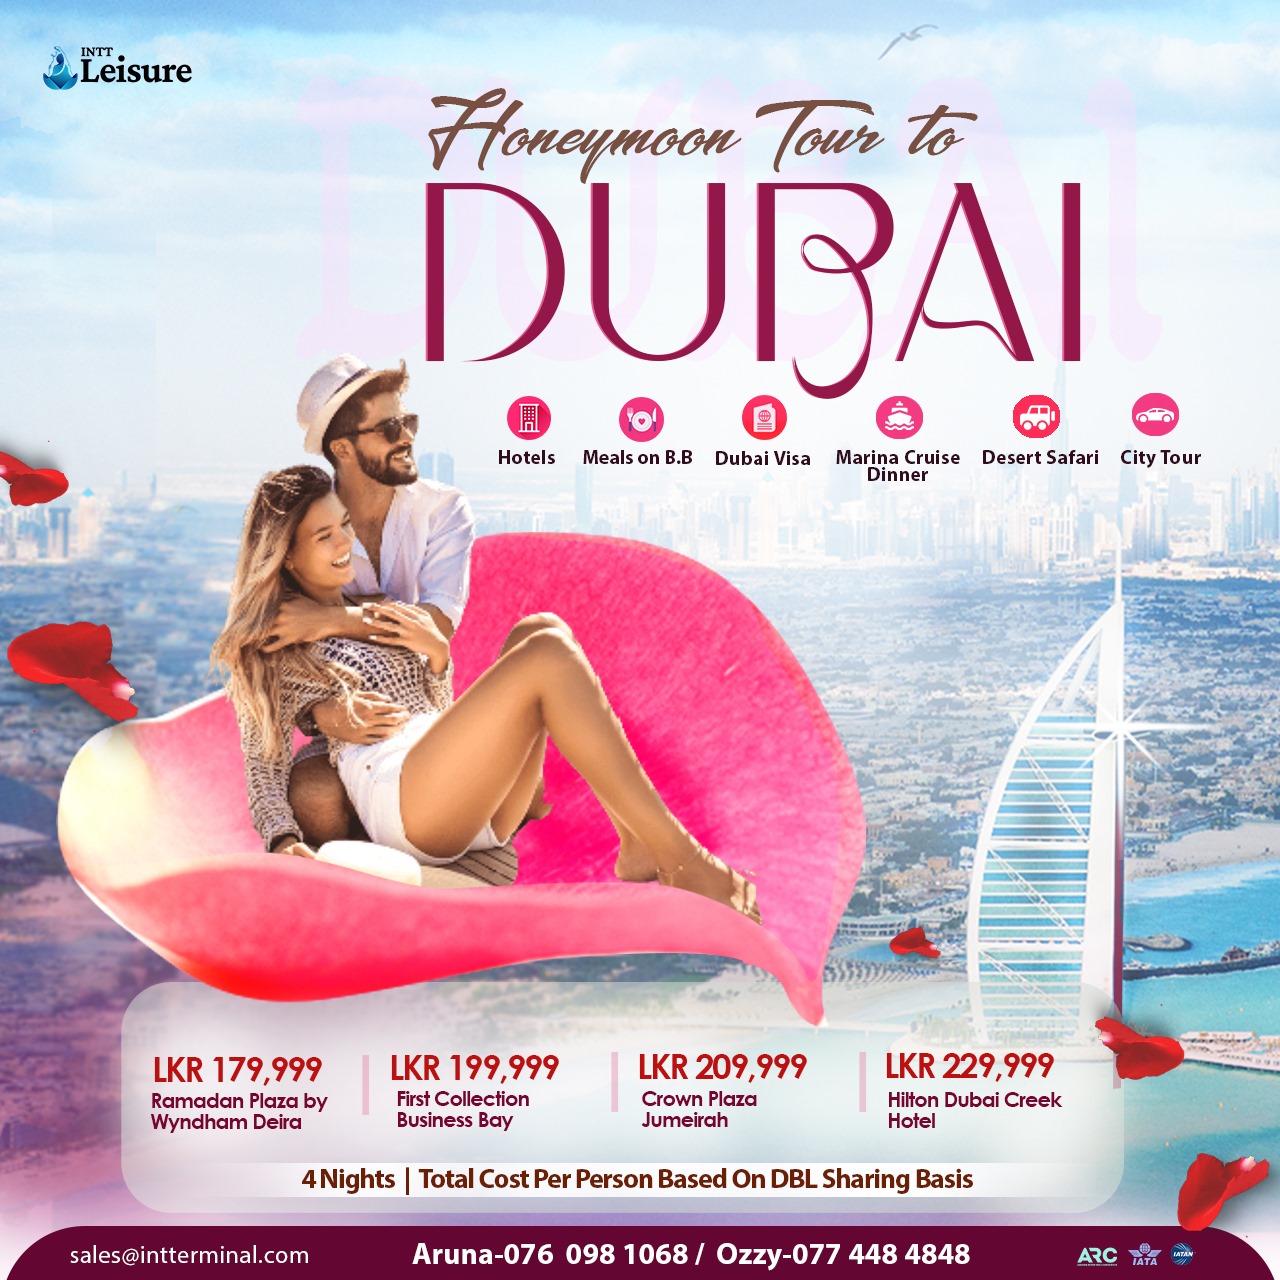 INTT
Leisure
Honeymoon Tour to
DUBAI
Hotels
Meals on B.B
Dubai Visa
Marina Cruise
Dinner
Desert Safari
City Tour
LKR 179,999
Ramadan Plaza by
Wyndham Deira
LKR 199,999
First Collection
Business Bay
LKR 209,999
Crown Plaza
Jumeirah
LKR 229,999
Hilton Dubai Creek
Hotel
4 Nights | Total Cost Per Person Based On DBL Sharing Basis
sales@intterminal.com
Aruna-076 098 1068 / Ozzy-077 448 4848
ARC
IATA
IATAN